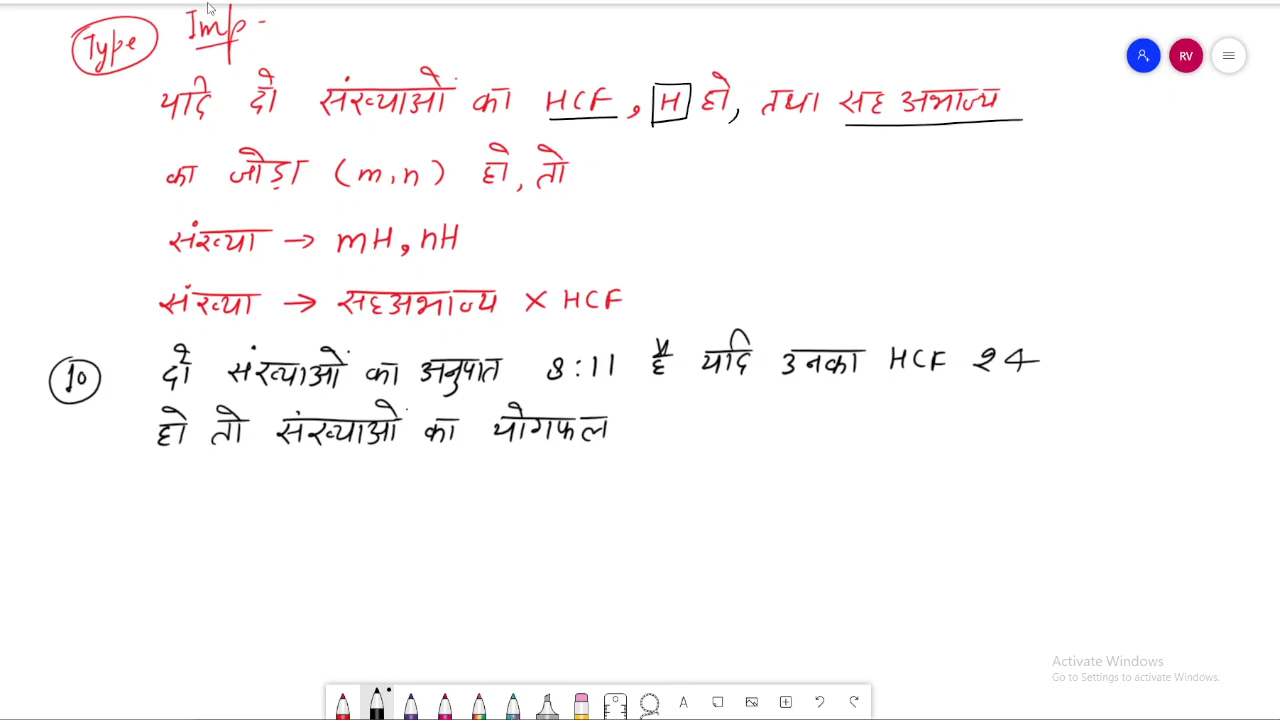 Type Imp -
RV
यदि दो संख्याओं का HCF, H हो, तथा सह अभाज्य
का जोड़ा (m,n) हो, तो
संख्या → mH, nH
संख्या → सहअभाज्य × HCF
10 दो संख्याओं का अनुपात 8:11 है यदि उनका HCF 24
हो तो संख्याओं का योगफल
Activate Windows
Go to Settings to activate Windows.